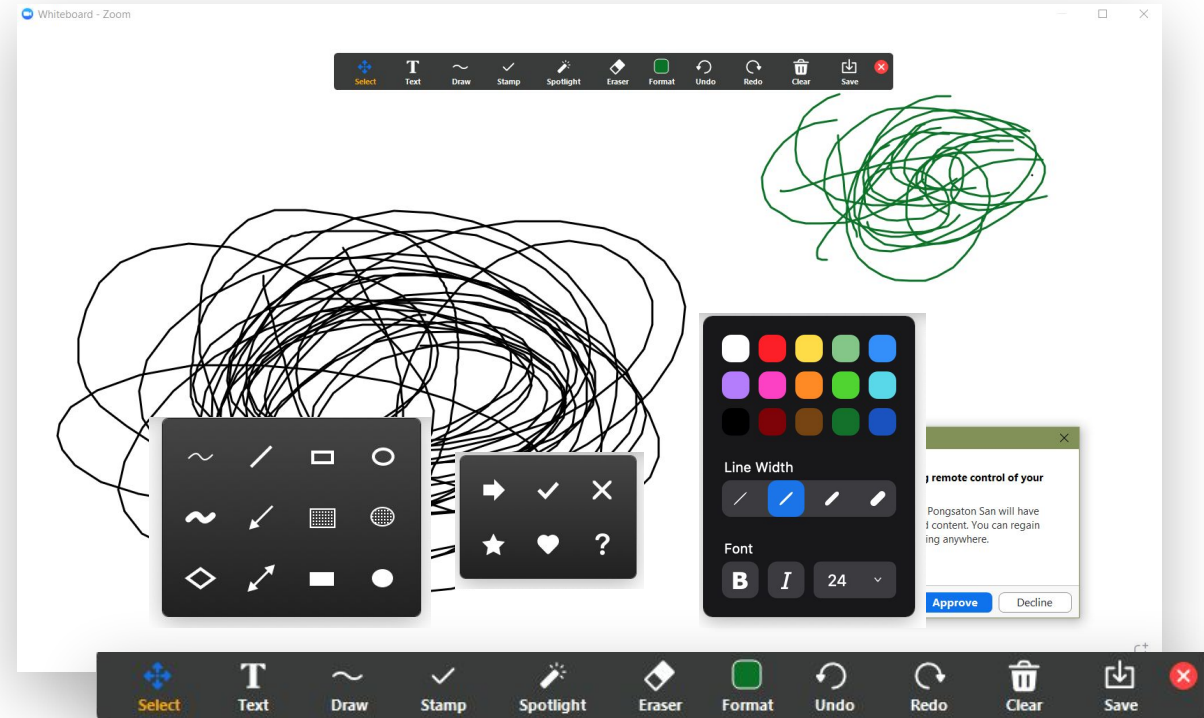 Whiteboard - Zoom
Select Text Draw Stamp Spotlight Eraser Format Undo Redo Clear Save
Line Width
Font
B I 24
remote control of your
Pongsaton San will have
content. You can regain
ing anywhere.
Approve Decline
Select Text Draw Stamp Spotlight Eraser Format Undo Redo Clear Save